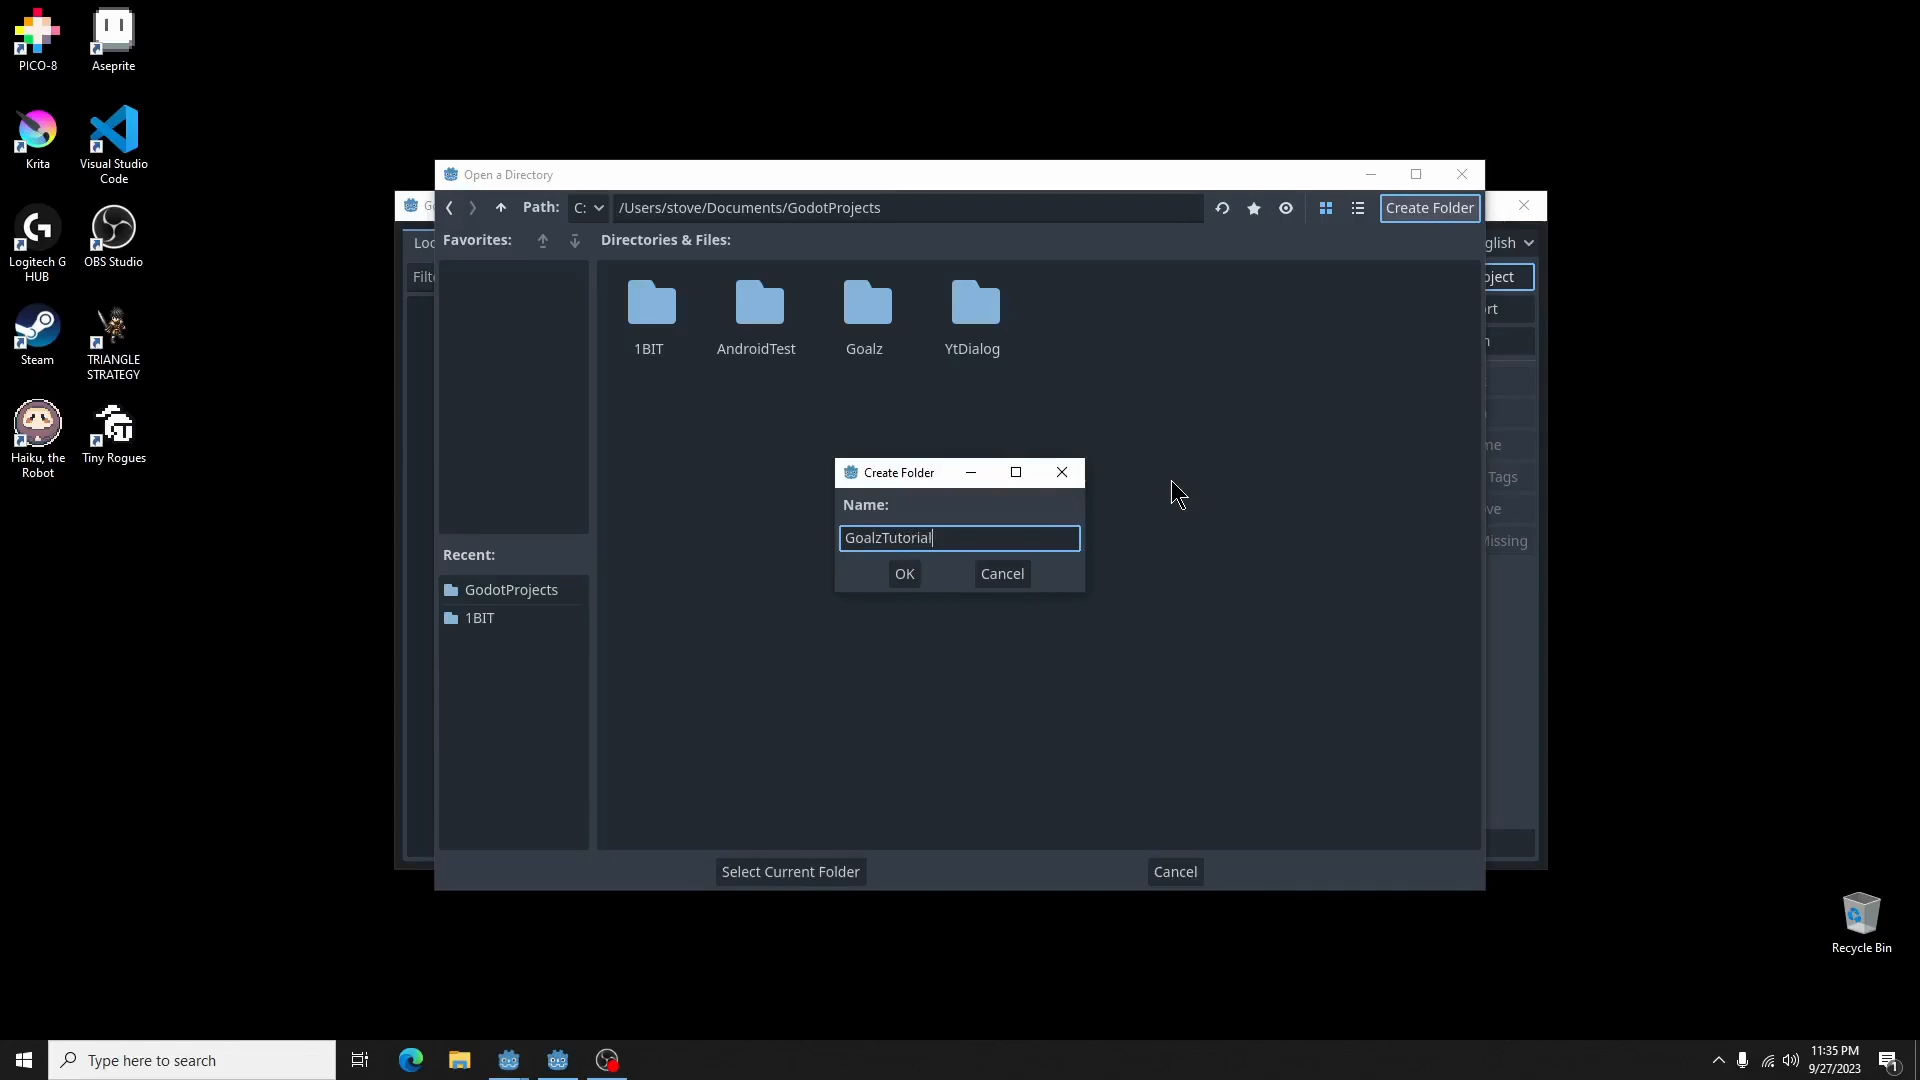 PICO-8
Aseprite
Krita
Visual Studio
Code
Logitech G
HUB
OBS Studio
Steam
TRIANGLE
STRATEGY
Haiku, the
Robot
Tiny Rogues
Open a Directory
Path:
C:
/Users/stove/Documents/GodotProjects
Create Folder
Favorites:
Directories & Files:
1BIT
AndroidTest
Goalz
YtDialog
Create Folder
Name:
GoalzTutorial
OK
Cancel
Recent:
GodotProjects
1BIT
Select Current Folder
Cancel
Loc
Filte
glish
oject
rt
me
Tags
ve
Missing
Recycle Bin
Type here to search
11:35 PM
9/27/2023
1